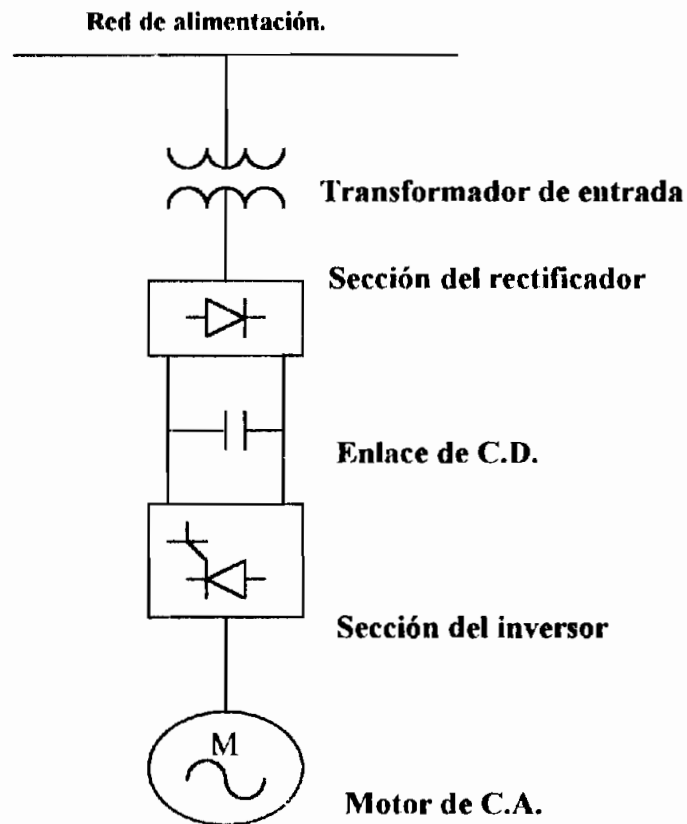 Red de alimentación.
Transformador de entrada
Sección del rectificador
Enlace de C.D.
Sección del inversor
M
Motor de C.A.